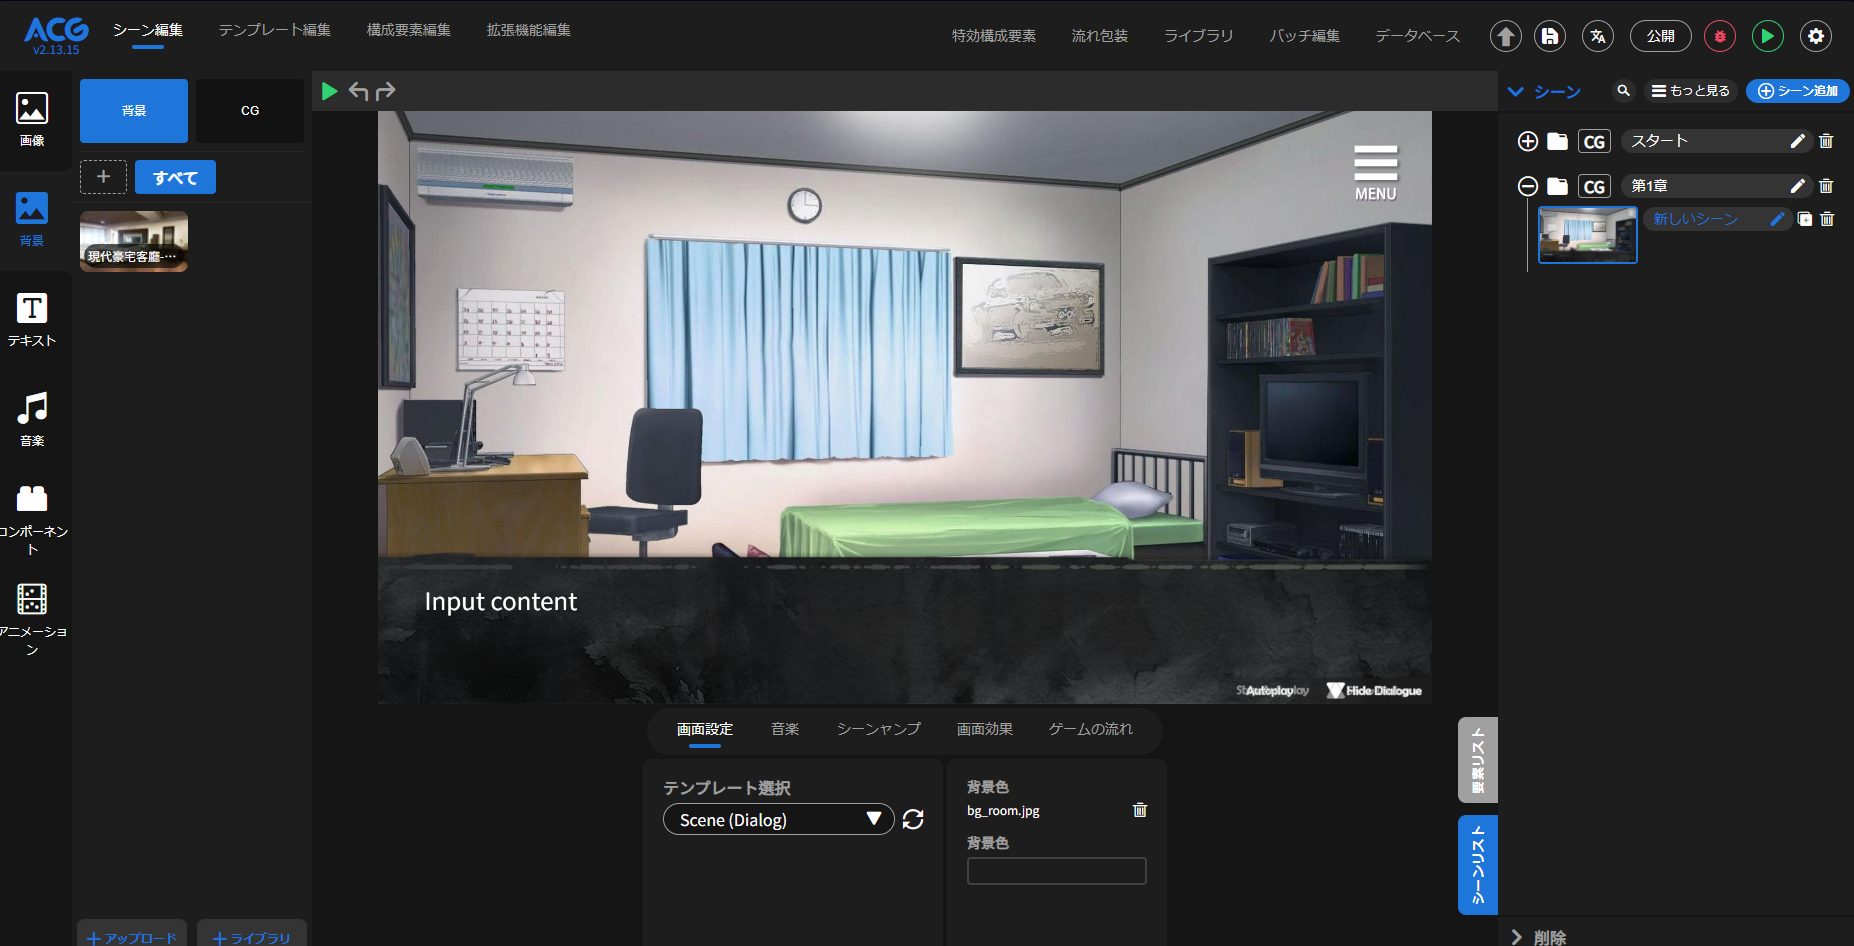 ACG
v2.13.15
シーン編集
テンプレート編集
構成要素編集
拡張機能編集
特効構成要素
流れ包装
ライブラリ
バッチ編集
データベース
公開
画像
背景
テキスト
音楽
コンポーネン
ト
アニメーショ
ン
背景
CG
+
すべて
現代豪宅客廳-…
+アップロード
+ライブラリ
MENU
Input content
Autoplay
Hide Dialogue
画面設定
音楽
シーンャンプ
画面効果
ゲームの流れ
テンプレート選択
Scene (Dialog)
背景色
bg_room.jpg
背景色
要素リスト
シーンリスト
シーン
もっと見る
シーン追加
CG
スタート
CG
第1章
新しいシーン
削除